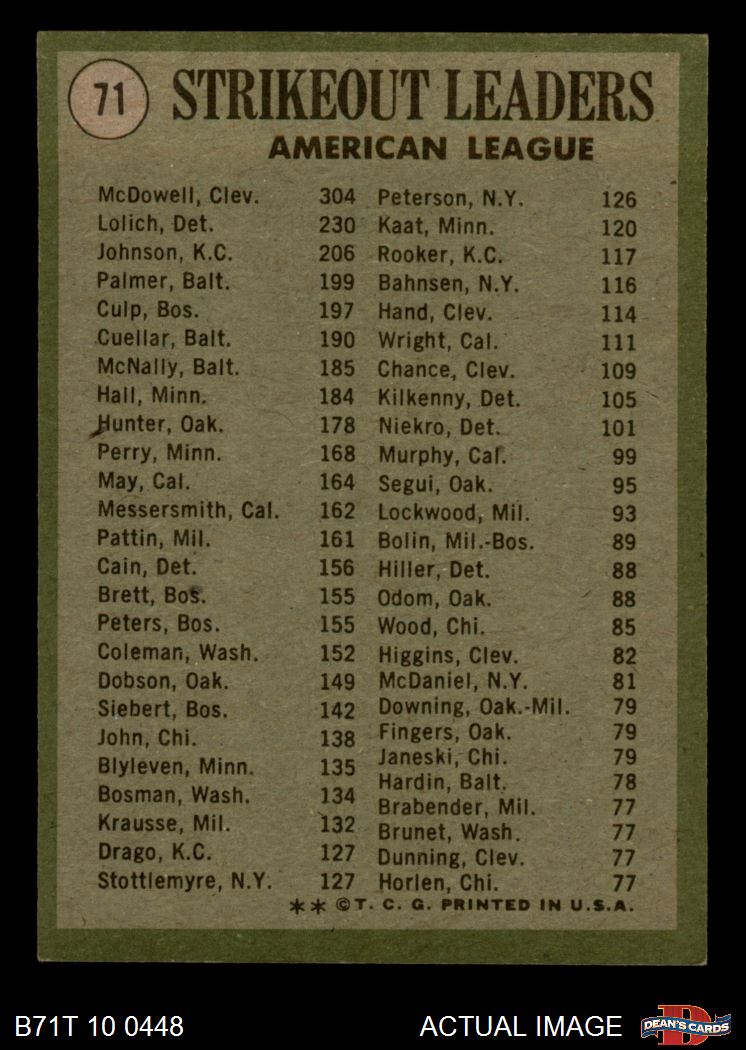 71 STRIKEOUT LEADERS
AMERICAN LEAGUE
McDowell, Clev. 304
Lolich, Det. 230
Johnson, K.C. 206
Palmer, Balt. 199
Culp, Bos. 197
Cuellar, Balt. 190
McNally, Balt. 185
Hall, Minn. 184
Hunter, Oak. 178
Perry, Minn. 168
May, Cal. 164
Messersmith, Cal. 162
Pattin, Mil. 161
Cain, Det. 156
Brett, Bos. 155
Peters, Bos. 155
Coleman, Wash. 152
Dobson, Oak. 149
Siebert, Bos. 142
John, Chi. 138
Blyleven, Minn. 135
Bosman, Wash. 134
Krausse, Mil. 132
Drago, K.C. 127
Stottlemyre, N.Y. 127
Peterson, N.Y. 126
Kaat, Minn. 120
Rooker, K.C. 117
Bahnsen, N.Y. 116
Hand, Clev. 114
Wright, Cal. 111
Chance, Clev. 109
Kilkenny, Det. 105
Niekro, Det. 101
Murphy, Cal. 99
Segui, Oak. 95
Lockwood, Mil. 93
Bolin, Mil.-Bos. 89
Hiller, Det. 88
Odom, Oak. 88
Wood, Chi. 85
Higgins, Clev. 82
McDaniel, N.Y. 81
Downing, Oak.-Mil. 79
Fingers, Oak. 79
Janeski, Chi. 79
Hardin, Balt. 78
Brabender, Mil. 77
Brunet, Wash. 77
Dunning, Clev. 77
Horlen, Chi. 77
** ©T. C. G. PRINTED IN U.S.A.
B71T 10 0448 ACTUAL IMAGE D DEAN'S CARDS